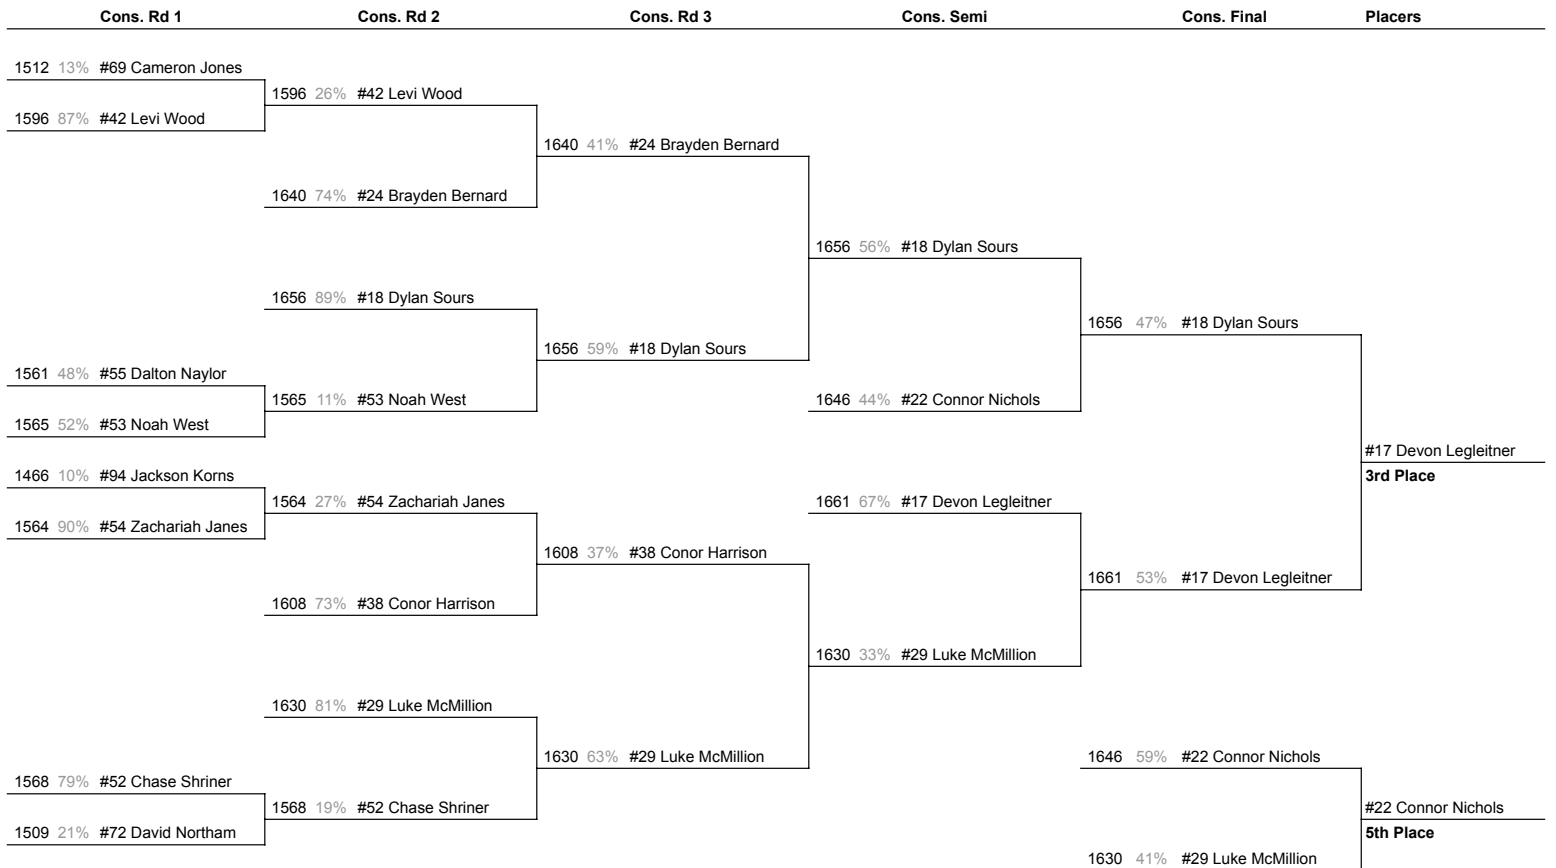 Cons. Rd 1 Cons. Rd 2 Cons. Rd 3 Cons. Semi Cons. Final Placers
1512 13% #69 Cameron Jones
1596 26% #42 Levi Wood
1596 87% #42 Levi Wood
1640 41% #24 Brayden Bernard
1640 74% #24 Brayden Bernard
1656 56% #18 Dylan Sours
1656 89% #18 Dylan Sours
1656 47% #18 Dylan Sours
1656 59% #18 Dylan Sours
1561 48% #55 Dalton Naylor
1565 11% #53 Noah West
1646 44% #22 Connor Nichols
1565 52% #53 Noah West
#17 Devon Legleitner
1466 10% #94 Jackson Korns
3rd Place
1564 27% #54 Zachariah Janes
1661 67% #17 Devon Legleitner
1564 90% #54 Zachariah Janes
1608 37% #38 Conor Harrison
1661 53% #17 Devon Legleitner
1608 73% #38 Conor Harrison
1630 33% #29 Luke McMillion
1630 81% #29 Luke McMillion
1630 63% #29 Luke McMillion
1646 59% #22 Connor Nichols
1568 79% #52 Chase Shriner
1568 19% #52 Chase Shriner
#22 Connor Nichols
1509 21% #72 David Northam
5th Place
1630 41% #29 Luke McMillion